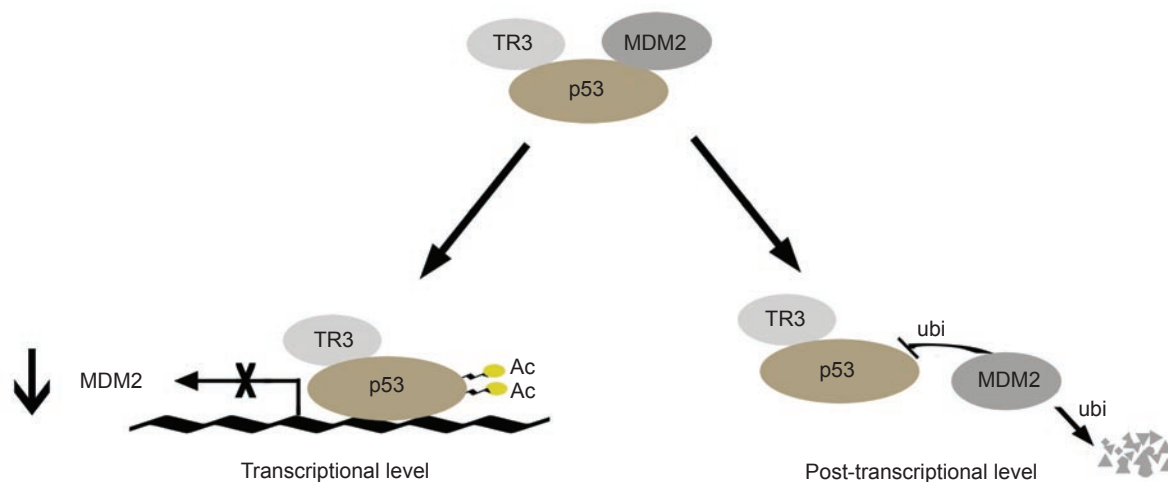 TR3
MDM2
p53
TR3
p53
Ac
Ac
MDM2
Transcriptional level
TR3
p53
ubi
MDM2
ubi
Post-transcriptional level